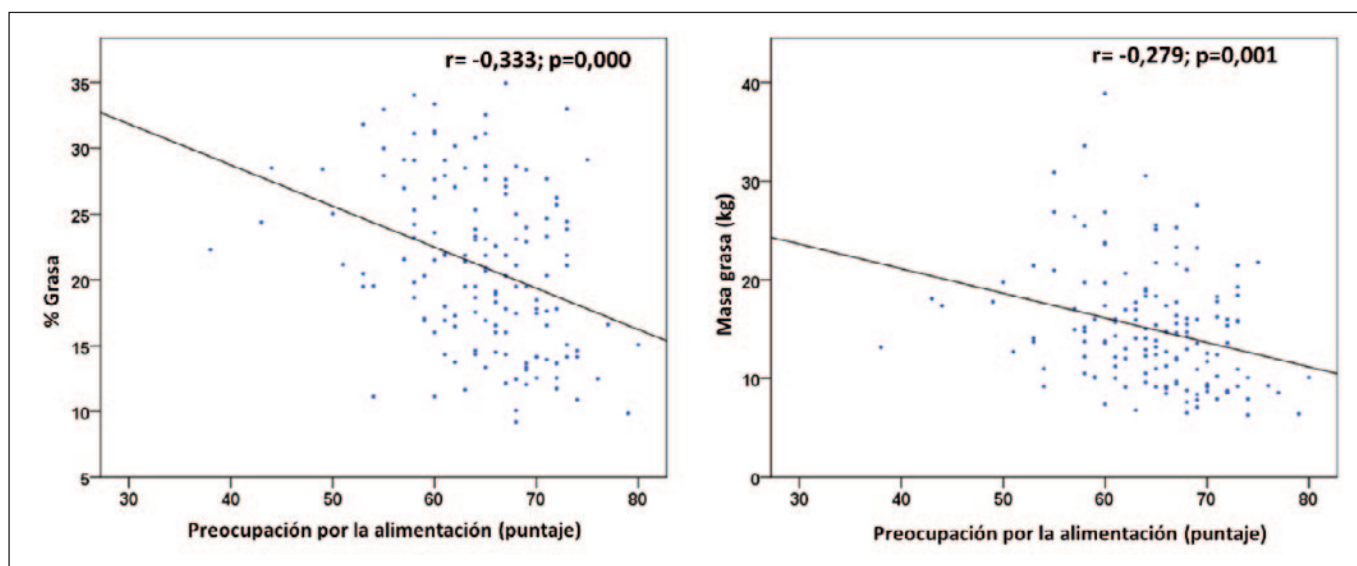 r= -0,333; p=0,000
35
30
25
20
15
10
5
% Grasa
30 40 50 60 70 80
Preocupación por la alimentación (puntaje)
r= -0,279; p=0,001
40
30
20
10
0
Masa grasa (kg)
30 40 50 60 70 80
Preocupación por la alimentación (puntaje)